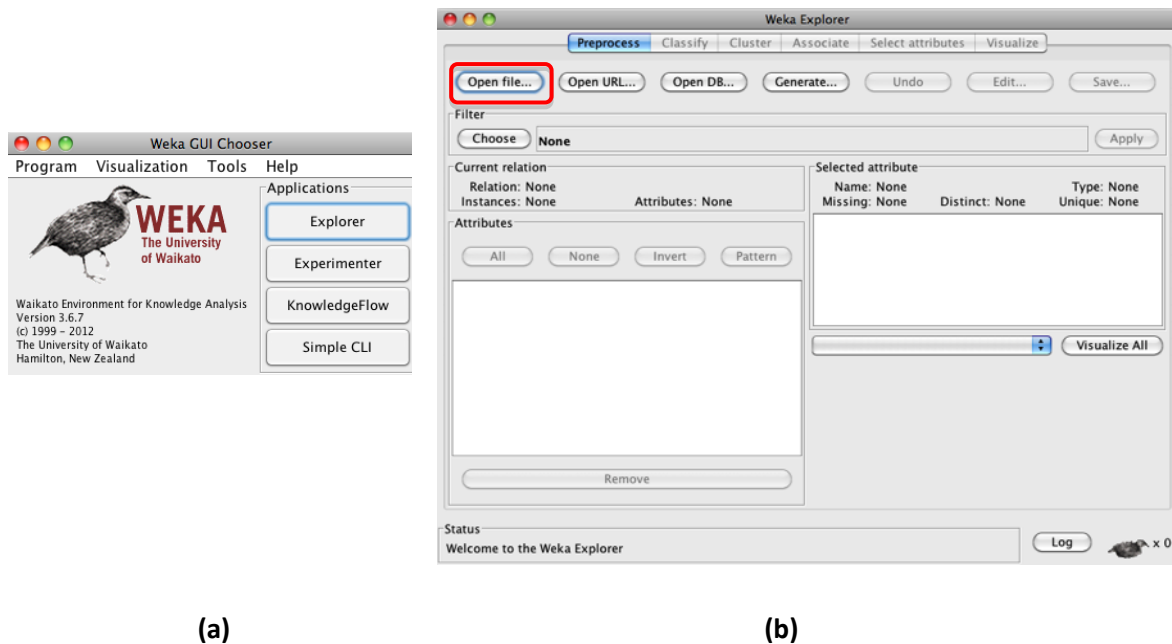 Weka GUI Chooser
Program Visualization Tools Help
WEKA
The University
of Waikato
Waikato Environment for Knowledge Analysis
Version 3.6.7
(c) 1999 – 2012
The University of Waikato
Hamilton, New Zealand
Applications
Explorer
Experimenter
KnowledgeFlow
Simple CLI
(a)
Weka Explorer
Preprocess Classify Cluster Associate Select attributes Visualize
Open file... Open URL... Open DB... Generate... Undo Edit... Save...
Filter
Choose None Apply
Current relation
Relation: None
Instances: None Attributes: None
Attributes
All None Invert Pattern
Remove
Selected attribute
Name: None Type: None
Missing: None Distinct: None Unique: None
Visualize All
Status
Welcome to the Weka Explorer
Log x 0
(b)